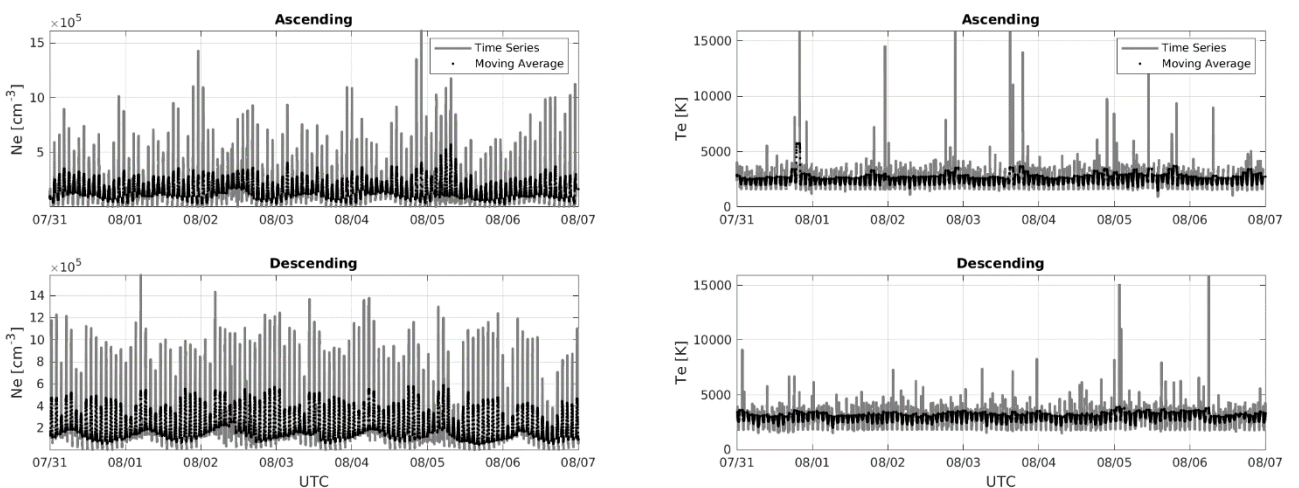 Ascending
×10⁵
15
10
5
Ne [cm⁻³]
Time Series
Moving Average
07/31 08/01 08/02 08/03 08/04 08/05 08/06 08/07
Ascending
15000
10000
5000
0
Te [K]
Time Series
Moving Average
07/31 08/01 08/02 08/03 08/04 08/05 08/06 08/07
Descending
×10⁵
14
12
10
8
6
4
2
Ne [cm⁻³]
07/31 08/01 08/02 08/03 08/04 08/05 08/06 08/07
UTC
Descending
15000
10000
5000
0
Te [K]
07/31 08/01 08/02 08/03 08/04 08/05 08/06 08/07
UTC